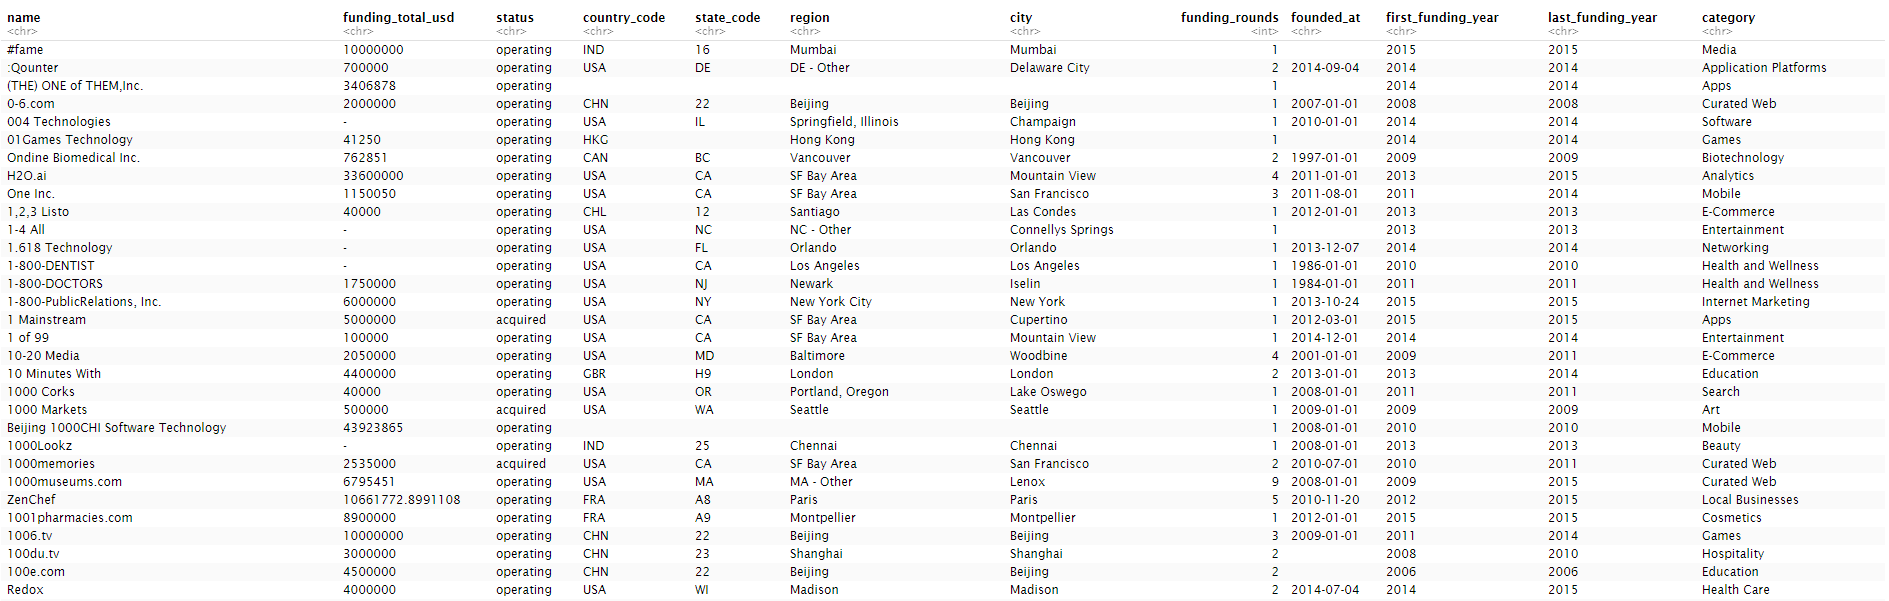 name funding_total_usd status country_code state_code region city funding_rounds founded_at first_funding_year last_funding_year category
<chr> <chr> <chr> <chr> <chr> <chr> <chr> <int> <chr> <chr> <chr> <chr>
#fame 10000000 operating IND 16 Mumbai Mumbai 1 2015 2015 Media
:Qounter 700000 operating USA DE DE - Other Delaware City 2 2014-09-04 2014 2014 Application Platforms
(THE) ONE of THEM,Inc. 3406878 operating 1 2014 2014 Apps
0-6.com 2000000 operating CHN 22 Beijing Beijing 1 2007-01-01 2008 2008 Curated Web
004 Technologies - operating USA IL Springfield, Illinois Champaign 1 2010-01-01 2014 2014 Software
01Games Technology 41250 operating HKG Hong Kong Hong Kong 1 2014 2014 Games
Ondine Biomedical Inc. 762851 operating CAN BC Vancouver Vancouver 2 1997-01-01 2009 2009 Biotechnology
H2O.ai 33600000 operating USA CA SF Bay Area Mountain View 4 2011-01-01 2013 2015 Analytics
One Inc. 1150050 operating USA CA SF Bay Area San Francisco 3 2011-08-01 2011 2014 Mobile
1,2,3 Listo 40000 operating CHL 12 Santiago Las Condes 1 2012-01-01 2013 2013 E-Commerce
1-4 All - operating USA NC NC - Other Connellys Springs 1 2013 2013 Entertainment
1.618 Technology - operating USA FL Orlando Orlando 1 2013-12-07 2014 2014 Networking
1-800-DENTIST - operating USA CA Los Angeles Los Angeles 1 1986-01-01 2010 2010 Health and Wellness
1-800-DOCTORS 1750000 operating USA NJ Newark Iselin 1 1984-01-01 2011 2011 Health and Wellness
1-800-PublicRelations, Inc. 6000000 operating USA NY New York City New York 1 2013-10-24 2015 2015 Internet Marketing
1 Mainstream 5000000 acquired USA CA SF Bay Area Cupertino 1 2012-03-01 2015 2015 Apps
1 of 99 100000 operating USA CA SF Bay Area Mountain View 1 2014-12-01 2014 2014 Entertainment
10-20 Media 2050000 operating USA MD Baltimore Woodbine 4 2001-01-01 2009 2011 E-Commerce
10 Minutes With 4400000 operating GBR H9 London London 2 2013-01-01 2013 2014 Education
1000 Corks 40000 operating USA OR Portland, Oregon Lake Oswego 1 2008-01-01 2011 2011 Search
1000 Markets 500000 acquired USA WA Seattle Seattle 1 2009-01-01 2009 2009 Art
Beijing 1000CHI Software Technology 43923865 operating 1 2008-01-01 2010 2010 Mobile
1000Lookz - operating IND 25 Chennai Chennai 1 2008-01-01 2013 2013 Beauty
1000memories 2535000 acquired USA CA SF Bay Area San Francisco 2 2010-07-01 2010 2011 Curated Web
1000museums.com 6795451 operating USA MA MA - Other Lenox 9 2008-01-01 2009 2015 Curated Web
ZenChef 10661772.8991108 operating FRA A8 Paris Paris 5 2010-11-20 2012 2015 Local Businesses
1001pharmacies.com 8900000 operating FRA A9 Montpellier Montpellier 1 2012-01-01 2015 2015 Cosmetics
1006.tv 10000000 operating CHN 22 Beijing Beijing 3 2009-01-01 2011 2014 Games
100du.tv 3000000 operating CHN 23 Shanghai Shanghai 2 2008 2010 Hospitality
100e.com 4500000 operating CHN 22 Beijing Beijing 2 2006 2006 Education
Redox 4000000 operating USA WI Madison Madison 2 2014-07-04 2014 2015 Health Care